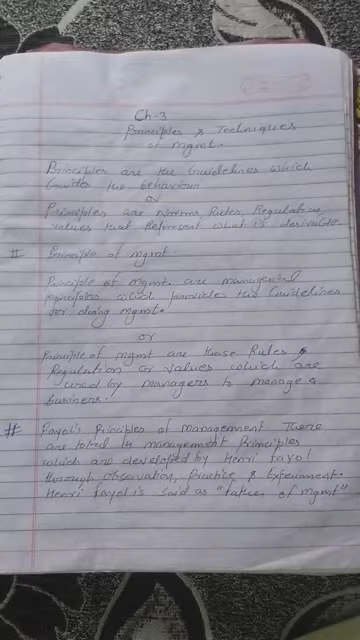 Ch-3
Principles & Techniques
of mgmt.
Principles are the Guidelines which
Guides the behaviour
or
Principles are Norms, Rules, Regulation,
values that Represent what is desirable.
# Principle of mgmt
Principle of mgmt. are managerial
principles which provides the Guidelines
for doing mgmt.
or
Principle of mgmt are those Rules &
Regulation or values which are
used by managers to manage a
business.
# Fayol's Principles of management There
are total 14 management Principles
which are developed by Henri fayol
through observation, Practice & Experiment.
Henri fayol is said as "father of mgmt"